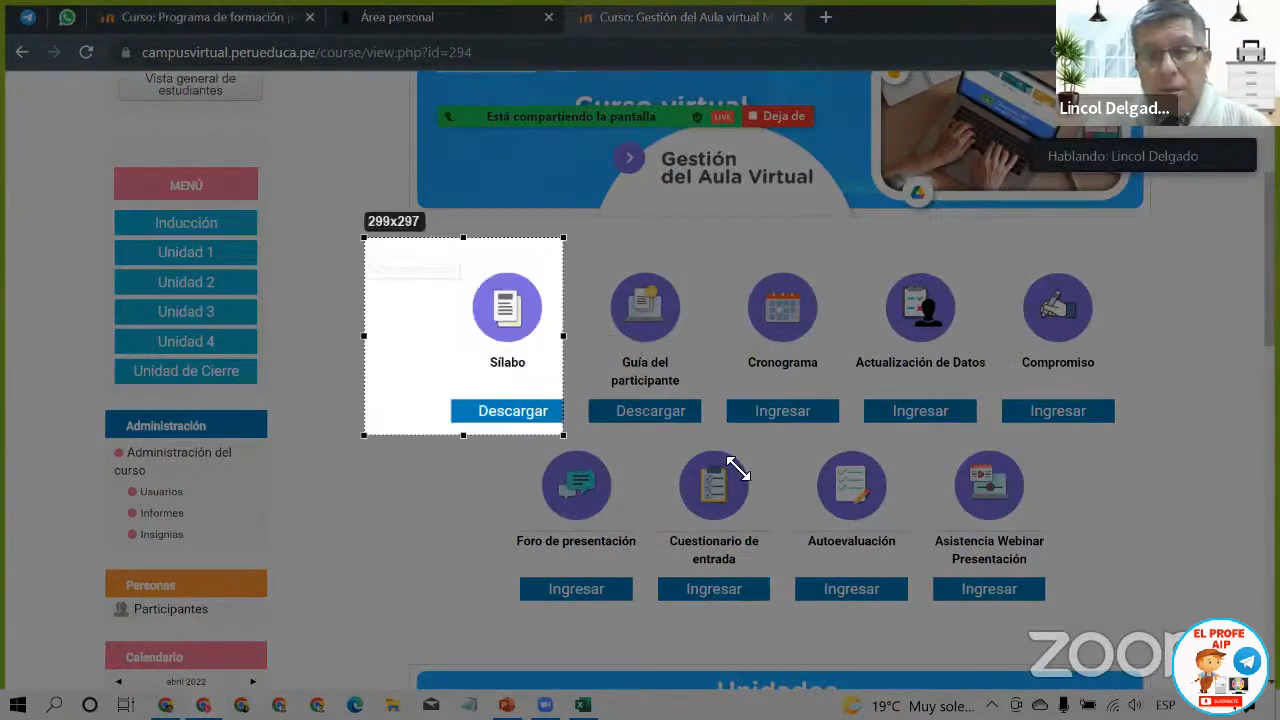 Curso: Programa de formación p
Área personal
Curso: Gestión del Aula virtual M
campusvirtual.perueduca.pe/course/view.php?id=294
Lincol Delgad...
Hablando: Lincol Delgado
Vista general de
estudiantes
Curso virtual
Está compartiendo la pantalla
LIVE
Deja de
Gestión
del Aula Virtual
MENÚ
Inducción
Unidad 1
Unidad 2
Unidad 3
Unidad 4
Unidad de Cierre
299x297
Sílabo
Descargar
Guía del
participante
Descargar
Cronograma
Ingresar
Actualización de Datos
Ingresar
Compromiso
Ingresar
Administración
Administración del
curso
Usuarios
Informes
Insignias
Foro de presentación
Ingresar
Cuestionario de
entrada
Ingresar
Autoevaluación
Ingresar
Asistencia Webinar
Presentación
Ingresar
Personas
Participantes
Calendario
abril 2022
Unidades
zoom
EL PROFE
AIP
SUSCRIBETE
19°C Muy sole...
ESP